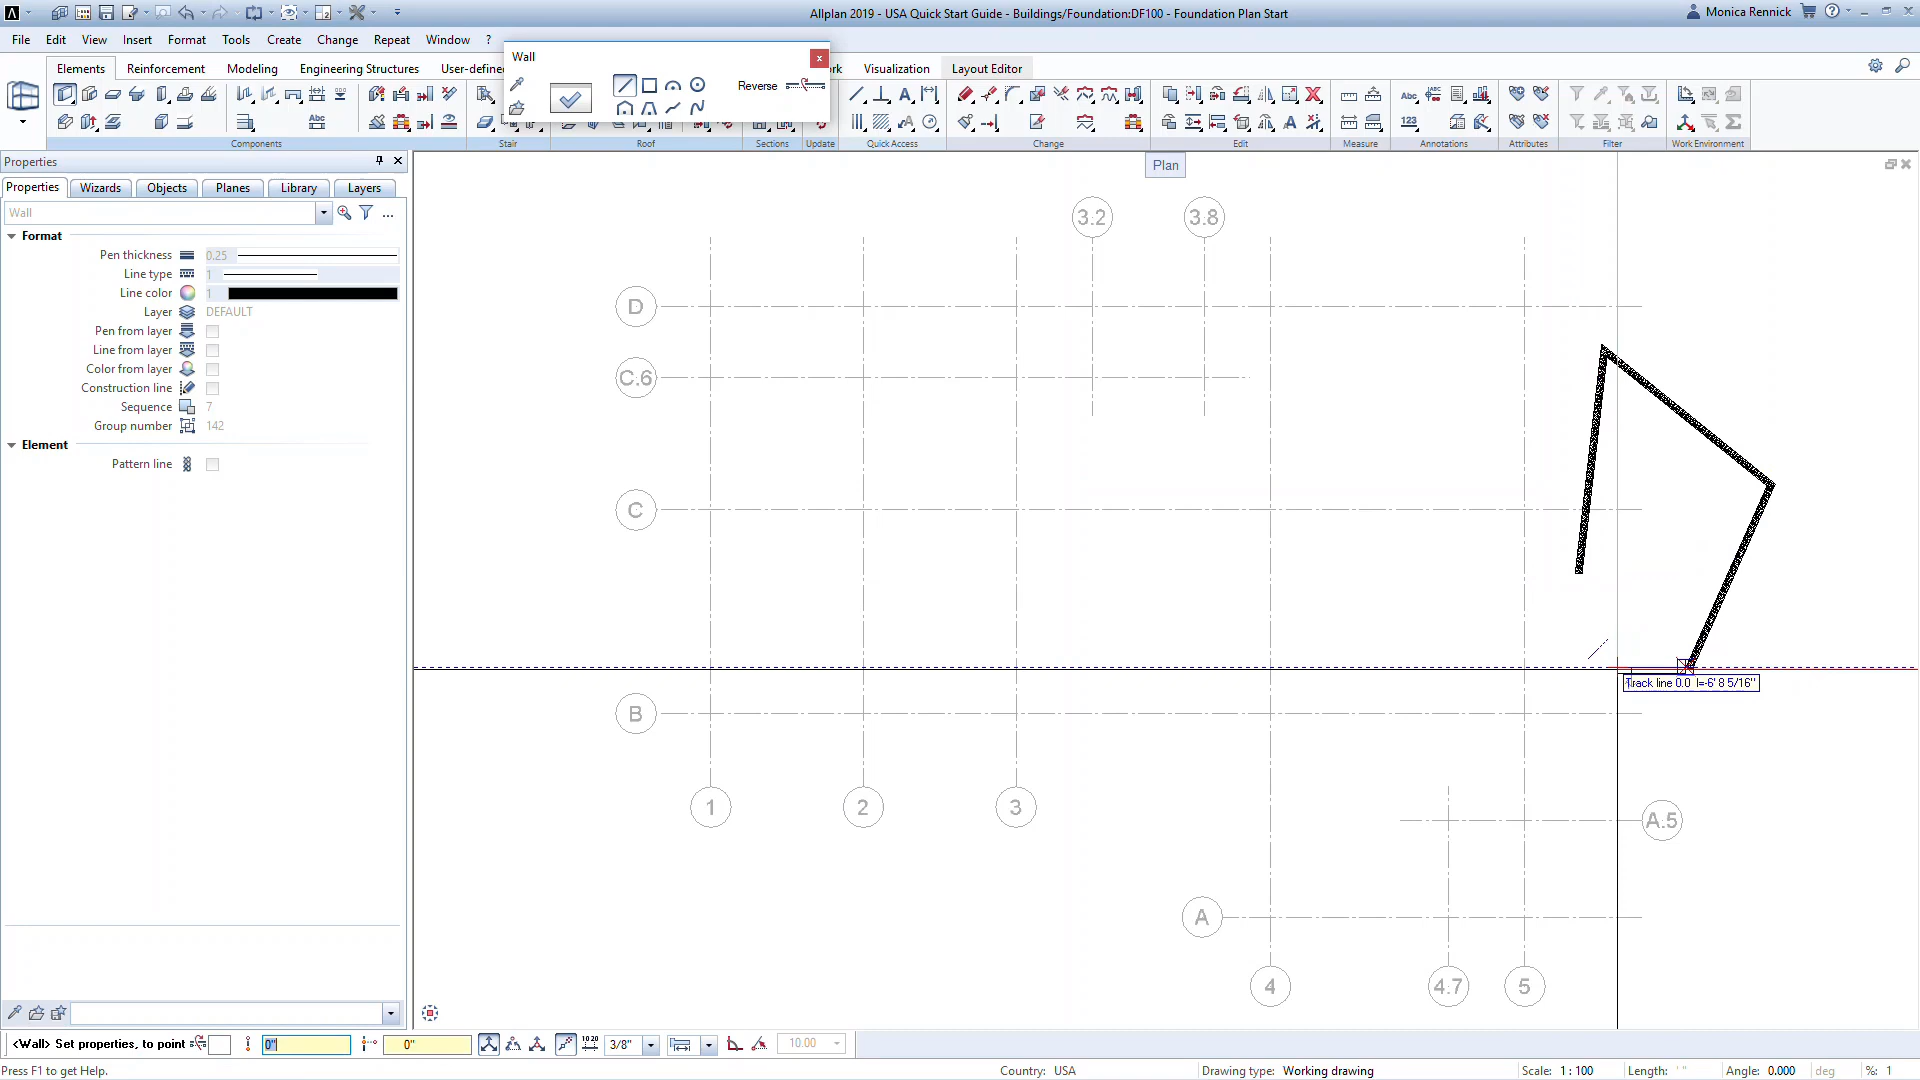 Allplan 2019 - USA Quick Start Guide - Buildings/Foundation:DF100 - Foundation Plan Start
Monica Rennick
File Edit View Insert Format Tools Create Change Repeat Window ?
Wall
x
Elements Reinforcement Modeling Engineering Structures User-define
rk Visualization Layout Editor
Reverse
Components Stair Roof Sections Update Quick Access Change Edit Measure Annotations Attributes Filter Work Environment
Properties
Plan
Properties Wizards Objects Planes Library Layers
Wall
...
Format
Pen thickness 0.25
Line type 1
Line color 1
Layer DEFAULT
Pen from layer
Line from layer
Color from layer
Construction line
Sequence 7
Group number 142
Element
Pattern line
3.2 3.8
D
C.6
C
Track line 0.0 l=-6' 8 5/16"
B
1 2 3
A.5
A
4 4.7 5
<Wall> Set properties, to point
0"
0"
3/8"
10.00
Press F1 to get Help.
Country: USA
Drawing type: Working drawing
Scale: 1 : 100
Length: ' "
Angle: 0.000 deg
%: 1